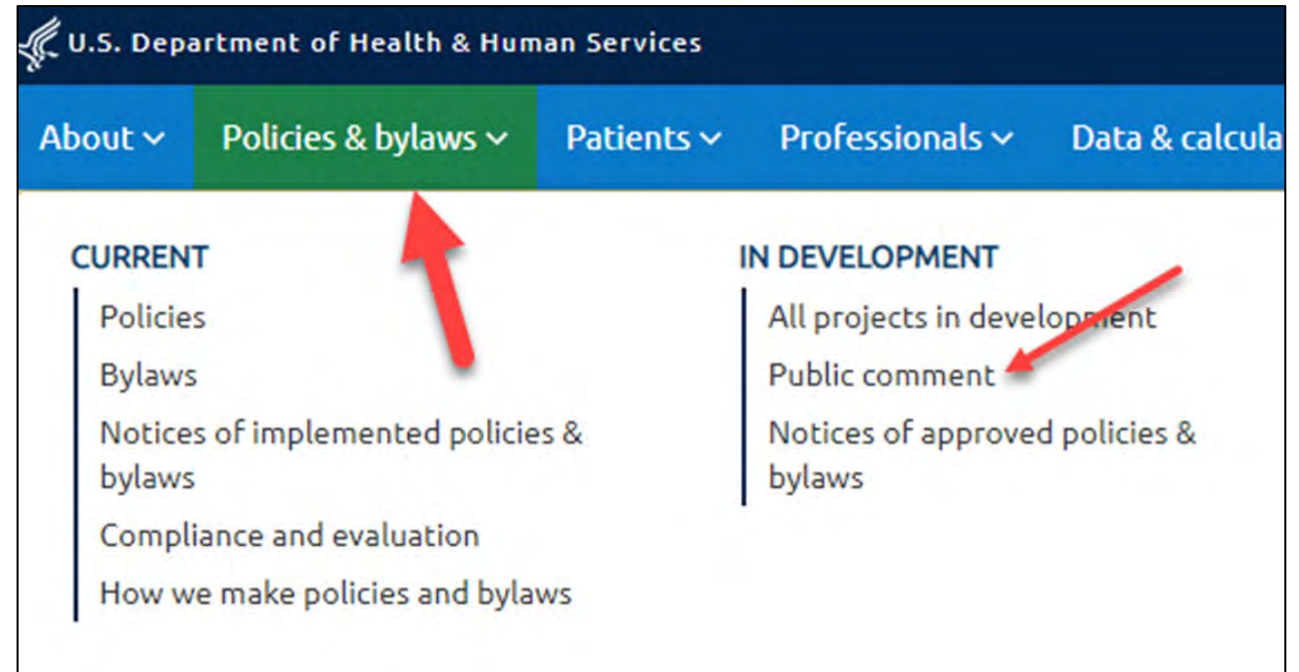 U.S. Department of Health & Human Services
About Policies & bylaws Patients Professionals Data & calcula
CURRENT
Policies
Bylaws
Notices of implemented policies &
bylaws
Compliance and evaluation
How we make policies and bylaws
IN DEVELOPMENT
All projects in development
Public comment
Notices of approved policies &
bylaws